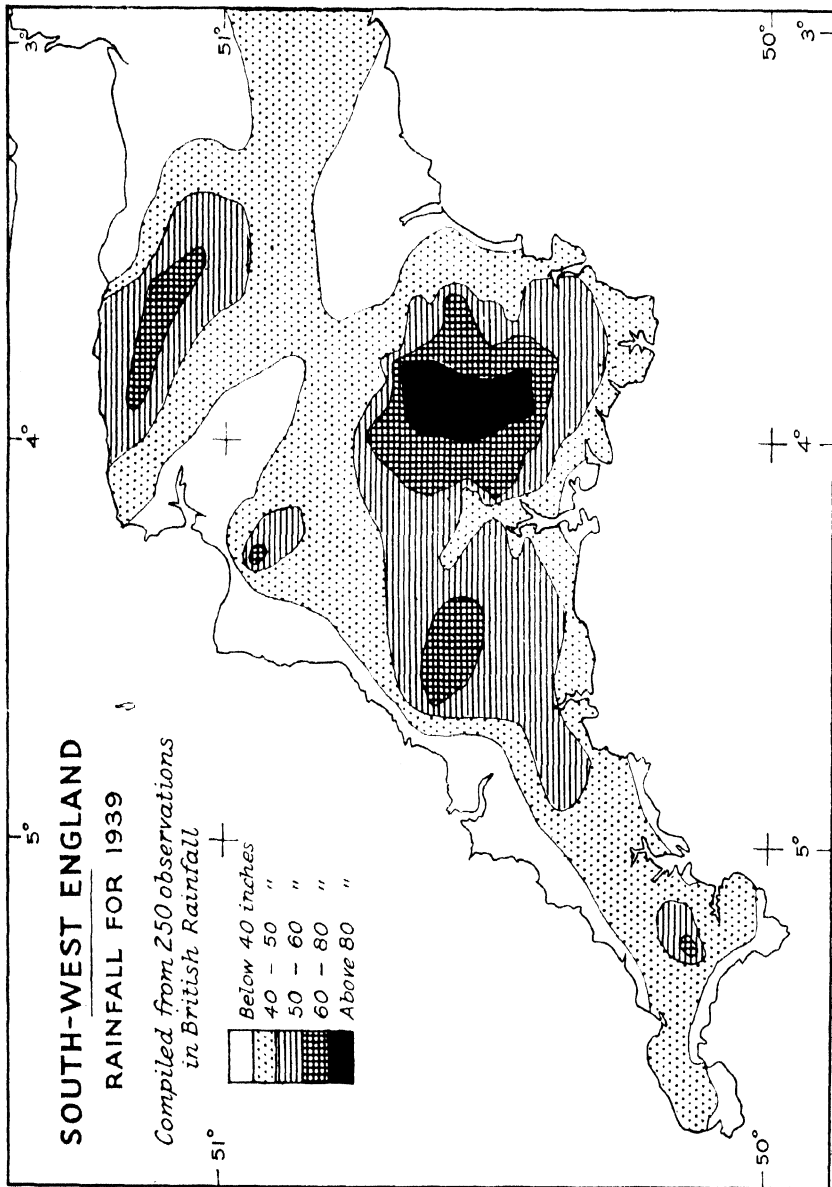 SOUTH-WEST ENGLAND
RAINFALL FOR 1939
Compiled from 250 observations
in British Rainfall
Below 40 inches
40 - 50 "
50 - 60 "
60 - 80 "
Above 80 "
5°
4°
3°
51°
51°
50°
50°
5°
4°
3°